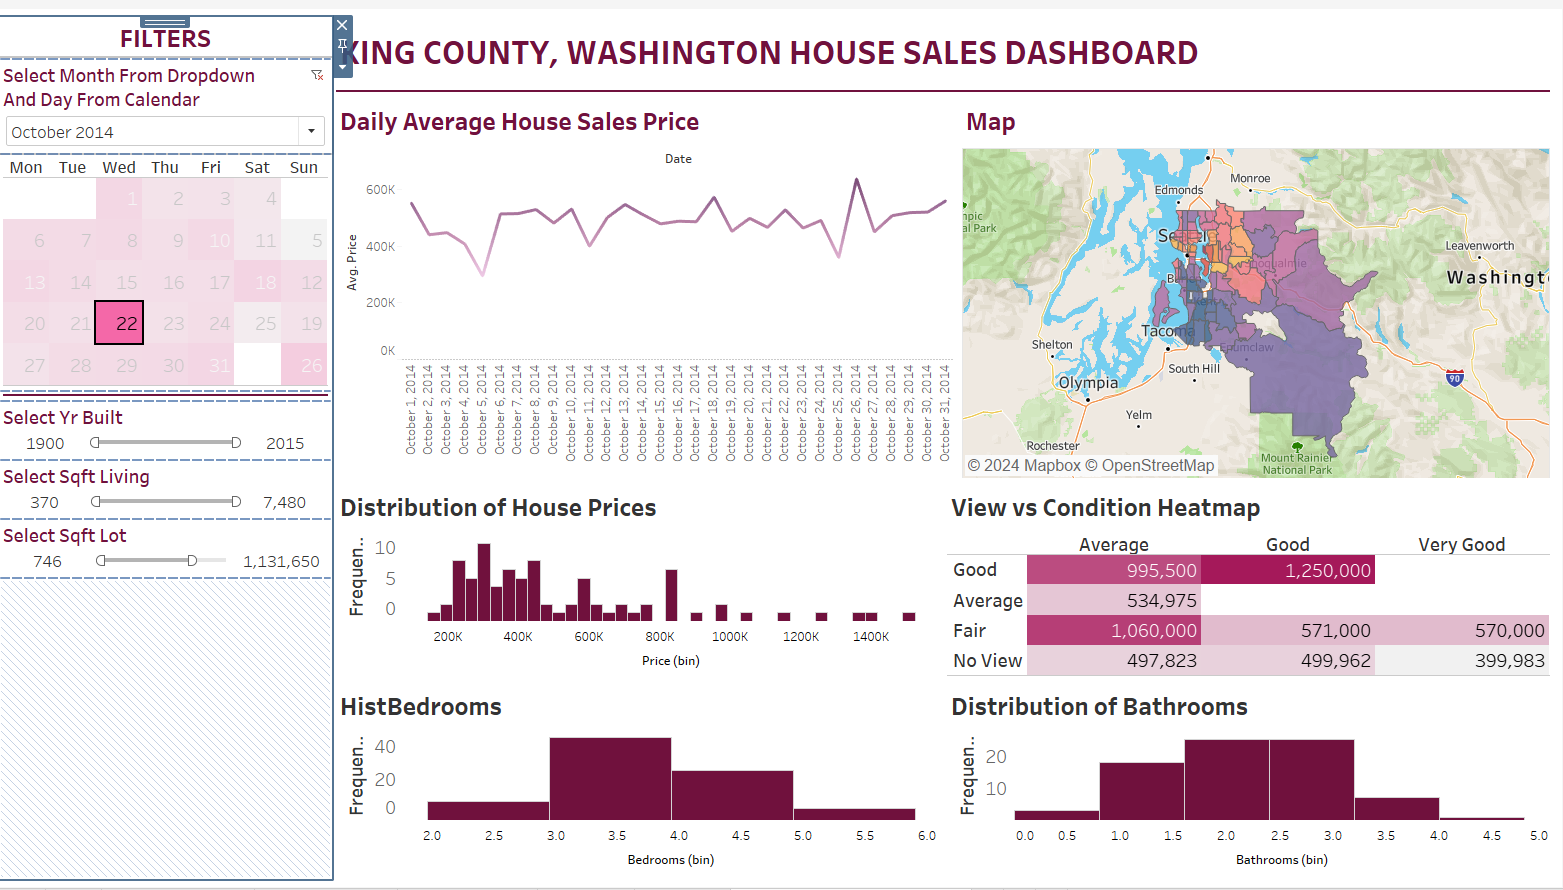 FILTERS
KING COUNTY, WASHINGTON HOUSE SALES DASHBOARD
Select Month From Dropdown
And Day From Calendar
October 2014
Mon Tue Wed Thu Fri Sat Sun
1 2 3 4
6 7 8 9 10 11 5
13 14 15 16 17 18 12
20 21 22 23 24 25 19
27 28 29 30 31 26
Select Yr Built
1900 2015
Select Sqft Living
370 7,480
Select Sqft Lot
746 1,131,650
Daily Average House Sales Price
Date
600K
400K
200K
0K
Avg. Price
October 1, 2014
October 2, 2014
October 3, 2014
October 4, 2014
October 5, 2014
October 6, 2014
October 7, 2014
October 8, 2014
October 9, 2014
October 10, 2014
October 11, 2014
October 12, 2014
October 13, 2014
October 14, 2014
October 15, 2014
October 16, 2014
October 17, 2014
October 18, 2014
October 19, 2014
October 20, 2014
October 21, 2014
October 22, 2014
October 23, 2014
October 24, 2014
October 25, 2014
October 26, 2014
October 27, 2014
October 28, 2014
October 29, 2014
October 30, 2014
October 31, 2014
Map
Monroe
Edmonds
al Park
Leavenworth
Washingt
Tacoma
Enumclaw
Shelton
South Hill
Olympia
90
Yelm
Rochester
Mount Rainier
National Park
© 2024 Mapbox © OpenStreetMap
Distribution of House Prices
Frequen..
10
5
0
200K 400K 600K 800K 1000K 1200K 1400K
Price (bin)
View vs Condition Heatmap
Average Good Very Good
Good 995,500 1,250,000
Average 534,975
Fair 1,060,000 571,000 570,000
No View 497,823 499,962 399,983
HistBedrooms
Frequen..
40
20
0
2.0 2.5 3.0 3.5 4.0 4.5 5.0 5.5 6.0
Bedrooms (bin)
Distribution of Bathrooms
Frequen..
20
10
0.0 0.5 1.0 1.5 2.0 2.5 3.0 3.5 4.0 4.5 5.0
Bathrooms (bin)